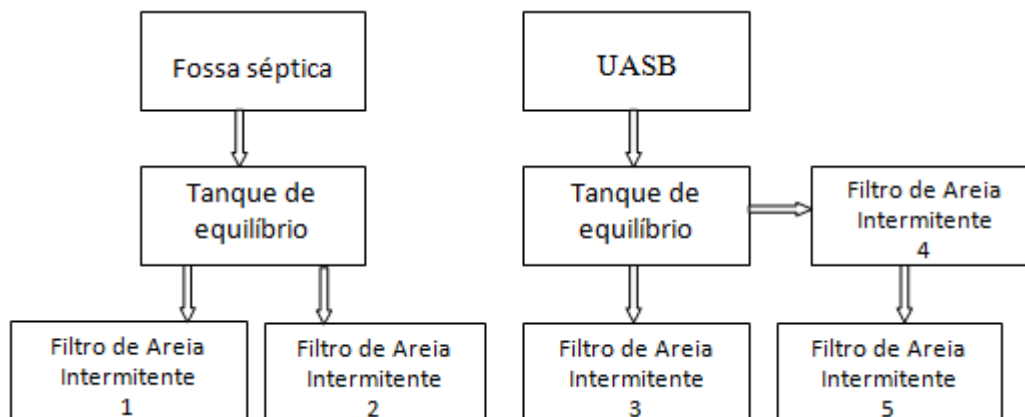 Fossa séptica
UASB
Tanque de
equilíbrio
Tanque de
equilíbrio
Filtro de Areia
Intermitente
4
Filtro de Areia
Intermitente
1
Filtro de Areia
Intermitente
2
Filtro de Areia
Intermitente
3
Filtro de Areia
Intermitente
5